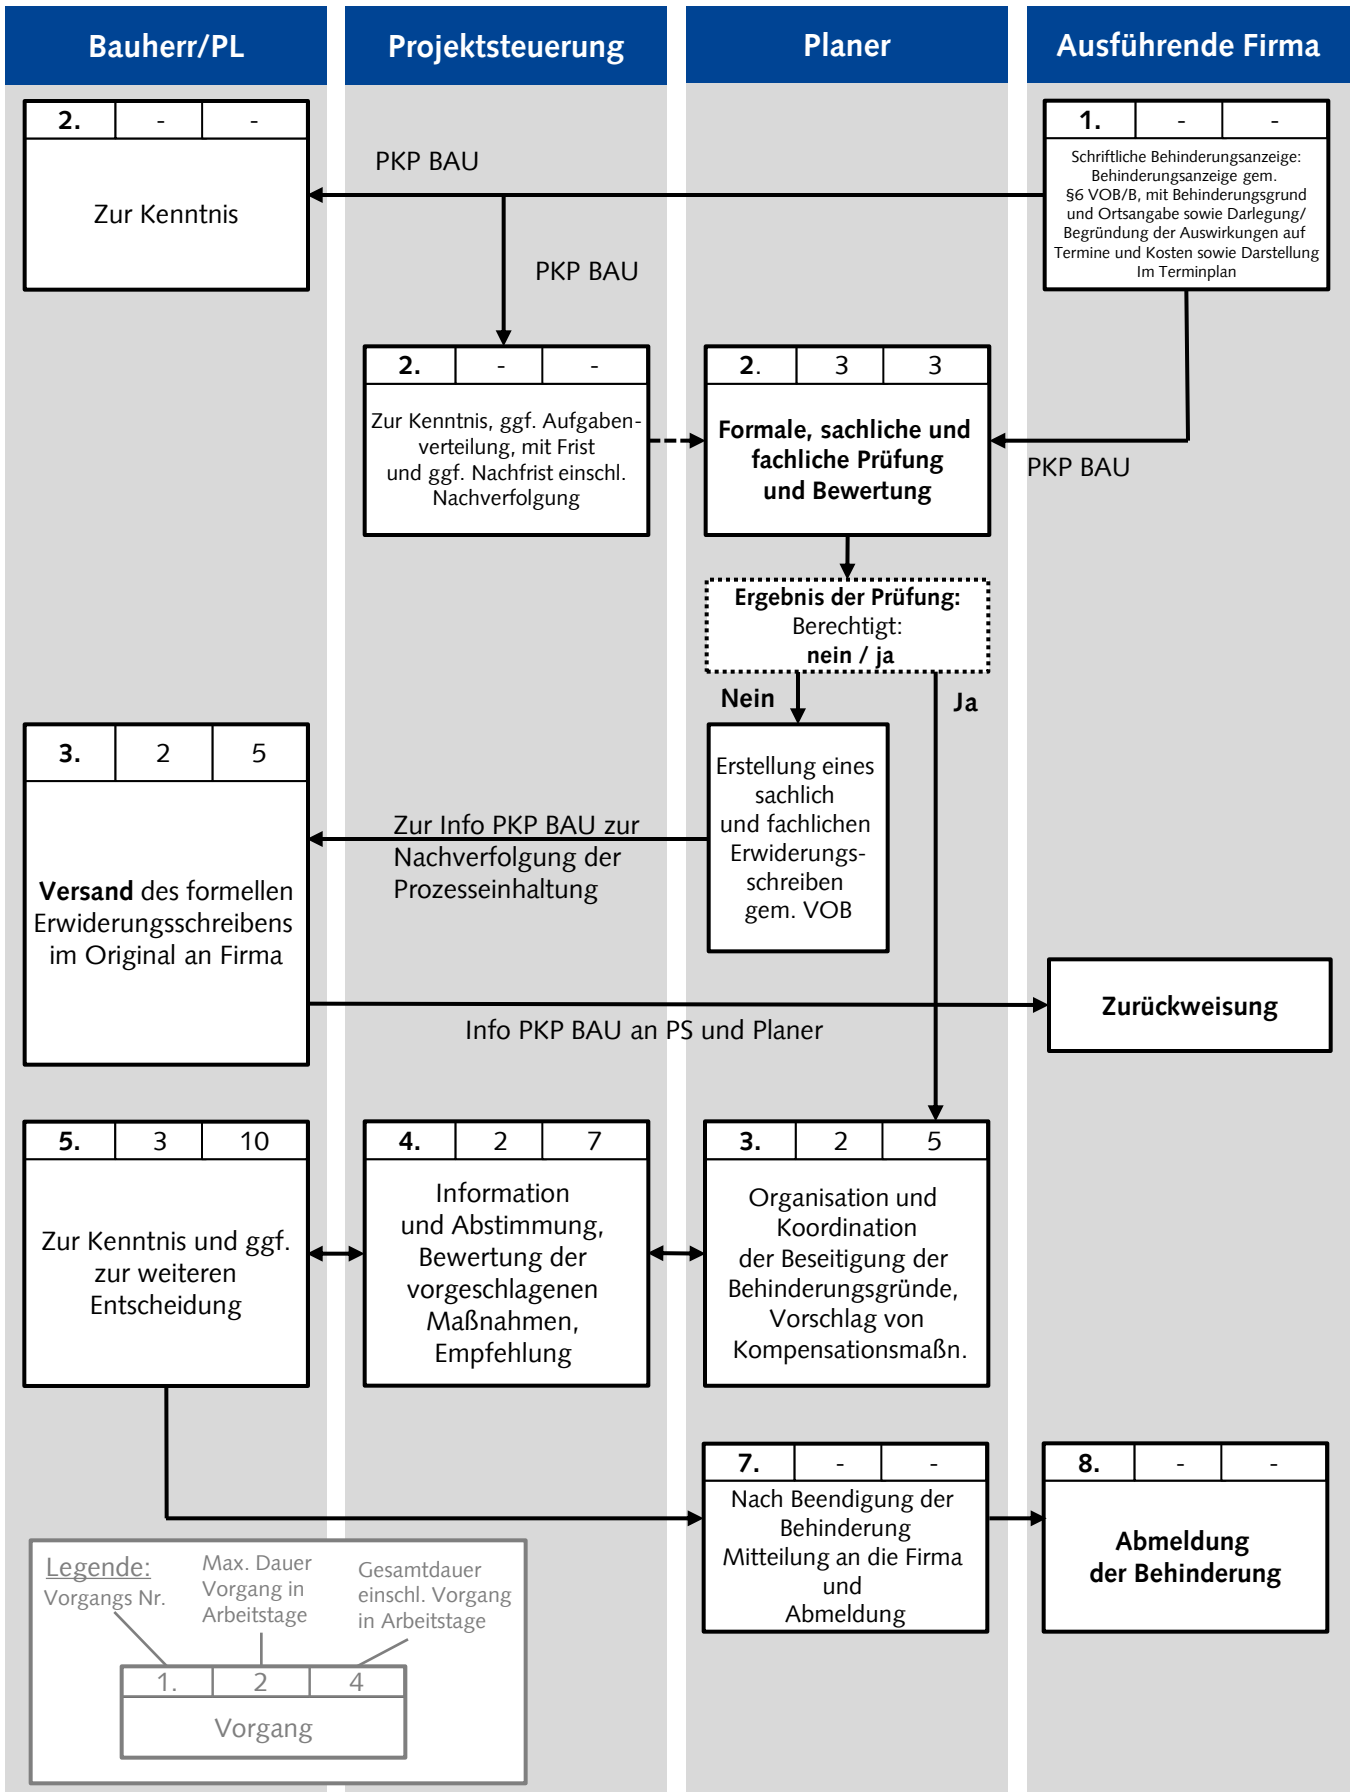 Bauherr/PL
Projektsteuerung
Planer
Ausführende Firma
2. - -
Zur Kenntnis
PKP BAU
1. - -
Schriftliche Behinderungsanzeige:
Behinderungsanzeige gem.
§6 VOB/B, mit Behinderungsgrund
und Ortsangabe sowie Darlegung/
Begründung der Auswirkungen auf
Termine und Kosten sowie Darstellung
Im Terminplan
PKP BAU
2. - -
Zur Kenntnis, ggf. Aufgaben-
verteilung, mit Frist
und ggf. Nachfrist einschl.
Nachverfolgung
2. 3 3
Formale, sachliche und
fachliche Prüfung
und Bewertung
PKP BAU
Ergebnis der Prüfung:
Berechtigt:
nein / ja
Nein
Ja
3. 2 5
Versand des formellen
Erwiderungsschreibens
im Original an Firma
Zur Info PKP BAU zur
Nachverfolgung der
Prozesseinhaltung
Erstellung eines
sachlich
und fachlichen
Erwiderungs-
schreiben
gem. VOB
Zurückweisung
Info PKP BAU an PS und Planer
5. 3 10
Zur Kenntnis und ggf.
zur weiteren
Entscheidung
4. 2 7
Information
und Abstimmung,
Bewertung der
vorgeschlagenen
Maßnahmen,
Empfehlung
3. 2 5
Organisation und
Koordination
der Beseitigung der
Behinderungsgründe,
Vorschlag von
Kompensationsmaßn.
7. - -
Nach Beendigung der
Behinderung
Mitteilung an die Firma
und
Abmeldung
8. - -
Abmeldung
der Behinderung
Legende:
Vorgangs Nr.
Max. Dauer
Vorgang in
Arbeitstage
Gesamtdauer
einschl. Vorgang
in Arbeitstage
1. 2 4
Vorgang